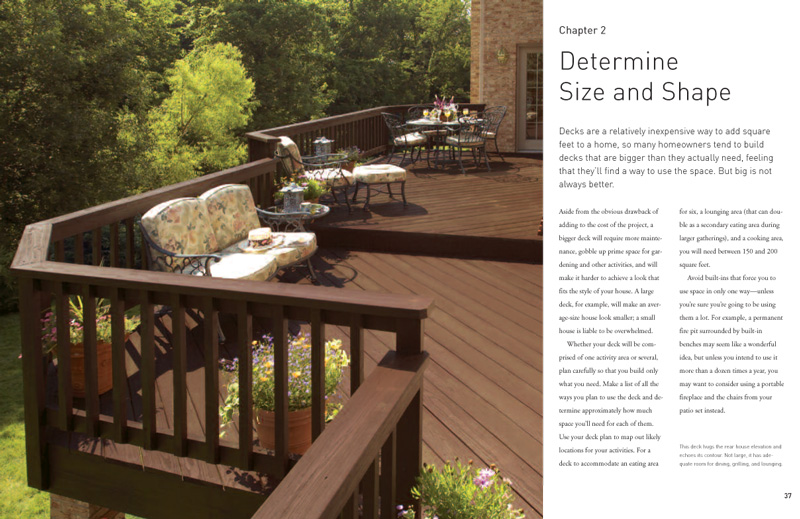 Chapter 2
Determine
Size and Shape
Decks are a relatively inexpensive way to add square
feet to a home, so many homeowners tend to build
decks that are bigger than they actually need, feeling
that they'll find a way to use the space. But big is not
always better.
Aside from the obvious drawback of
adding to the cost of the project, a
bigger deck will require more mainte-
nance, gobble up prime space for gar-
dening and other activities, and will
make it harder to achieve a look that
fits the style of your house. A large
deck, for example, will make an aver-
age-size house look smaller; a small
house is liable to be overwhelmed.
Whether your deck will be com-
prised of one activity area or several,
plan carefully so that you build only
what you need. Make a list of all the
ways you plan to use the deck and de-
termine approximately how much
space you'll need for each of them.
Use your deck plan to map out likely
locations for your activities. For a
deck to accommodate an eating area
for six, a lounging area (that can dou-
ble as a secondary eating area during
larger gatherings), and a cooking area,
you will need between 150 and 200
square feet.
Avoid built-ins that force you to
use space in only one way—unless
you're sure you're going to be using
them a lot. For example, a permanent
fire pit surrounded by built-in
benches may seem like a wonderful
idea, but unless you intend to use it
more than a dozen times a year, you
may want to consider using a portable
fireplace and the chairs from your
patio set instead.
This deck hugs the rear house elevation and
echoes its contour. Not large, it has ade-
quate room for dining, grilling, and lounging.
37